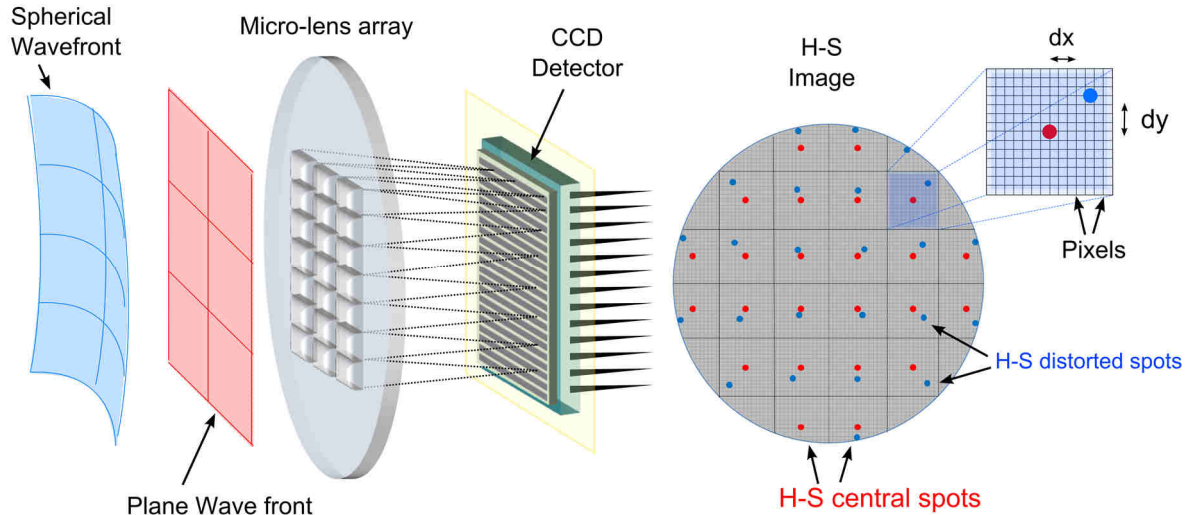 Spherical
Wavefront
Micro-lens array
CCD
Detector
H-S
Image
dx
dy
Pixels
H-S distorted spots
H-S central spots
Plane Wave front